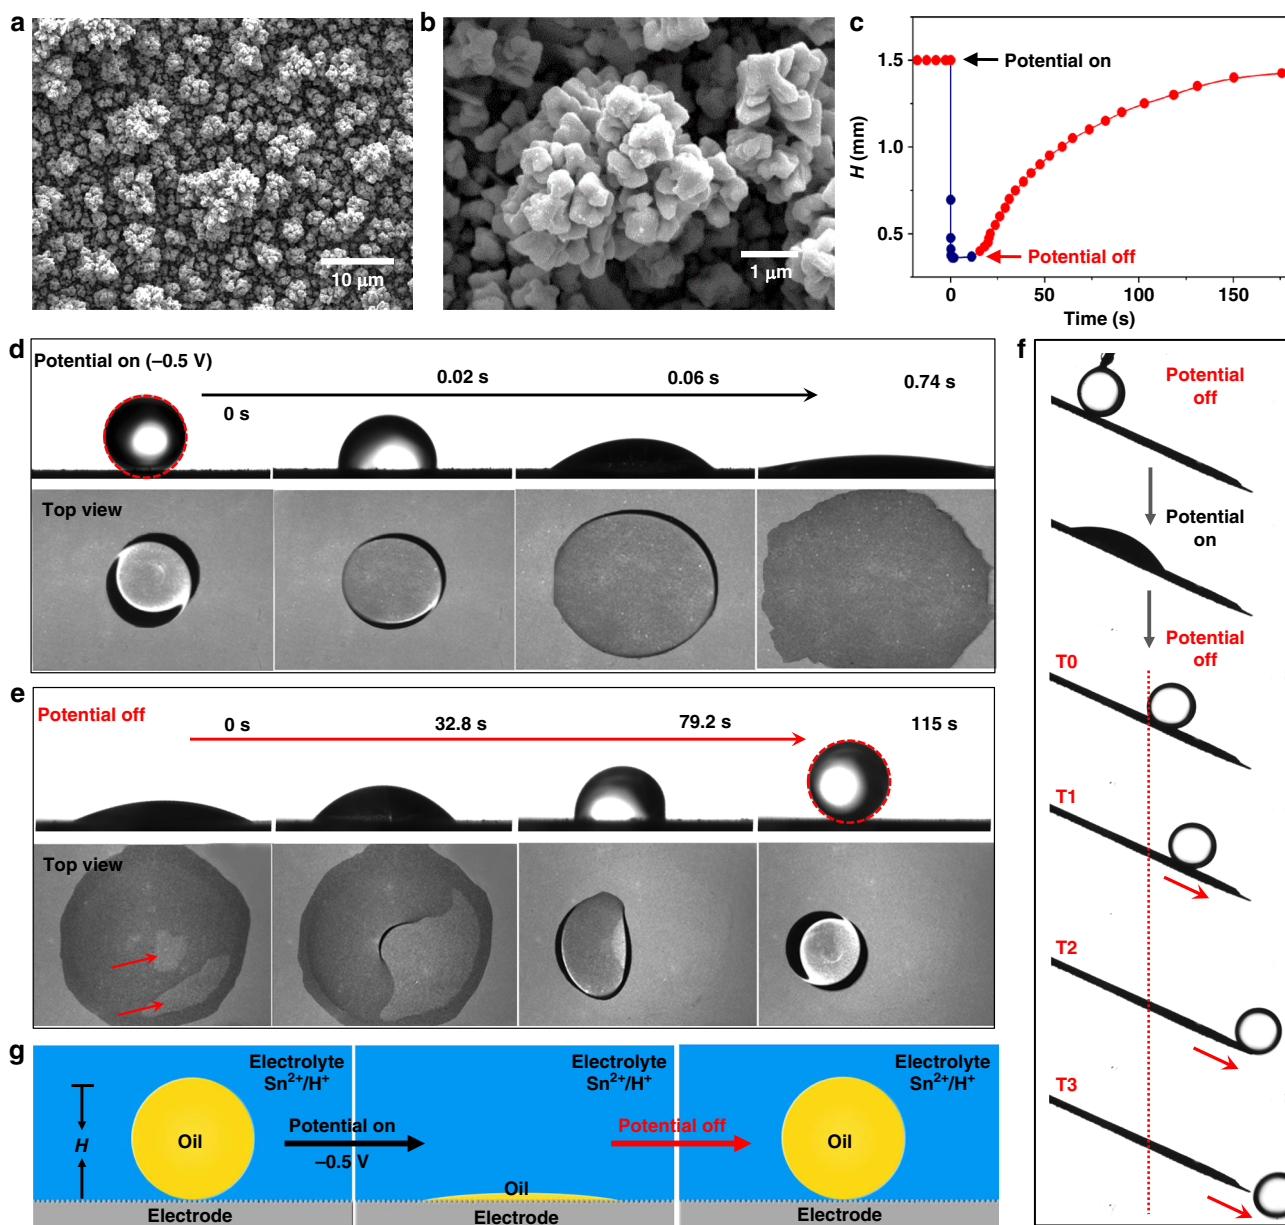 a
10 μm
b
1 μm
c
1.5
1.0
0.5
H (mm)
Potential on
Potential off
0
50
100
150
Time (s)
d
Potential on (–0.5 V)
0 s
0.02 s
0.06 s
0.74 s
Top view
e
Potential off
0 s
32.8 s
79.2 s
115 s
Top view
f
Potential
off
Potential
on
Potential
off
T0
T1
T2
T3
g
Electrolyte
Sn²⁺/H⁺
H
Oil
Potential on
–0.5 V
Electrode
Electrolyte
Sn²⁺/H⁺
Oil
Potential off
Electrode
Electrolyte
Sn²⁺/H⁺
Oil
Electrode